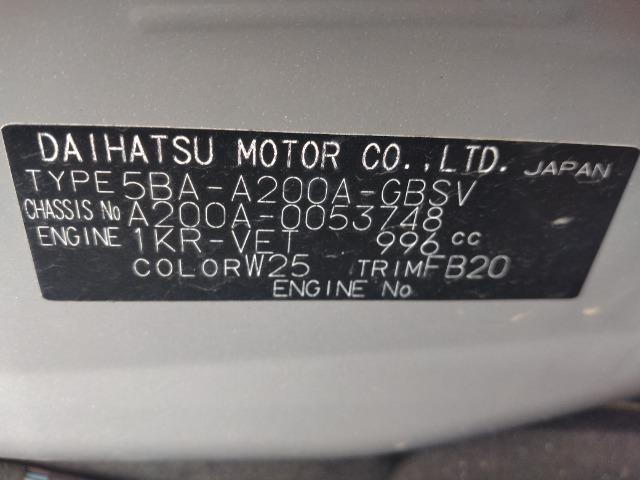 DAIHATSU MOTOR CO.,LTD. JAPAN
TYPE 5BA-A200A-GBSV
CHASSIS No A200A-0053748
ENGINE 1KR-VET 996 cc
COLOR W25 TRIM FB20
ENGINE No